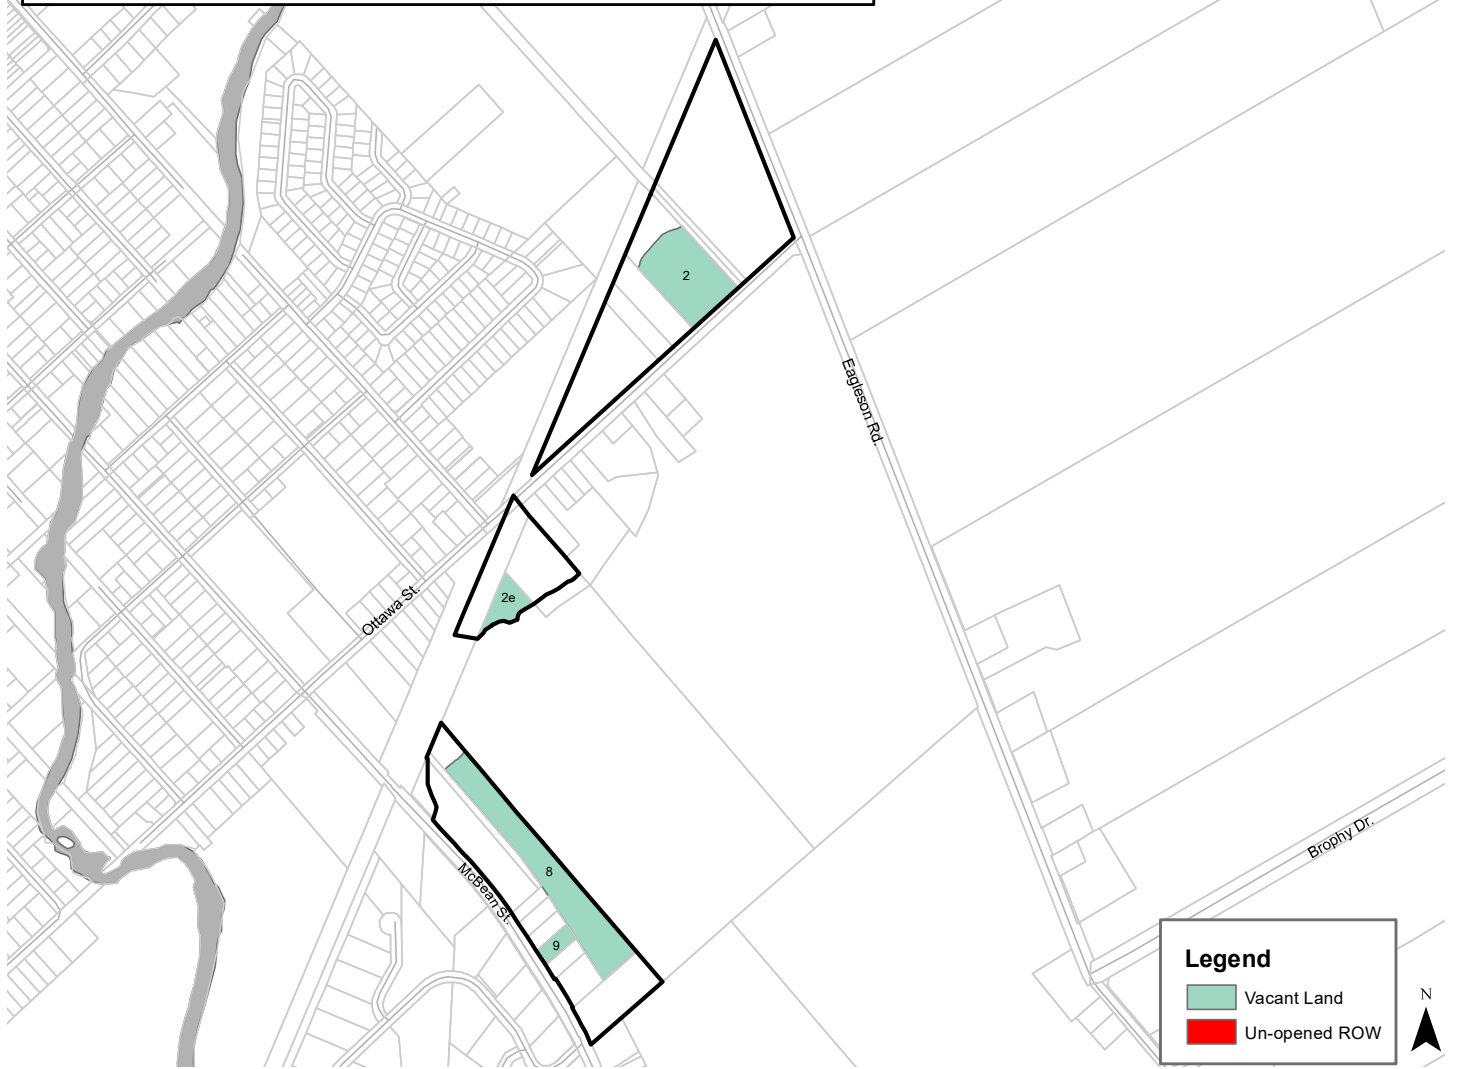 2
Eagleson Rd.
2e
Ottawa St.
8
McBean St.
9
Brophy Dr.
Legend
Vacant Land
Un-opened ROW
N